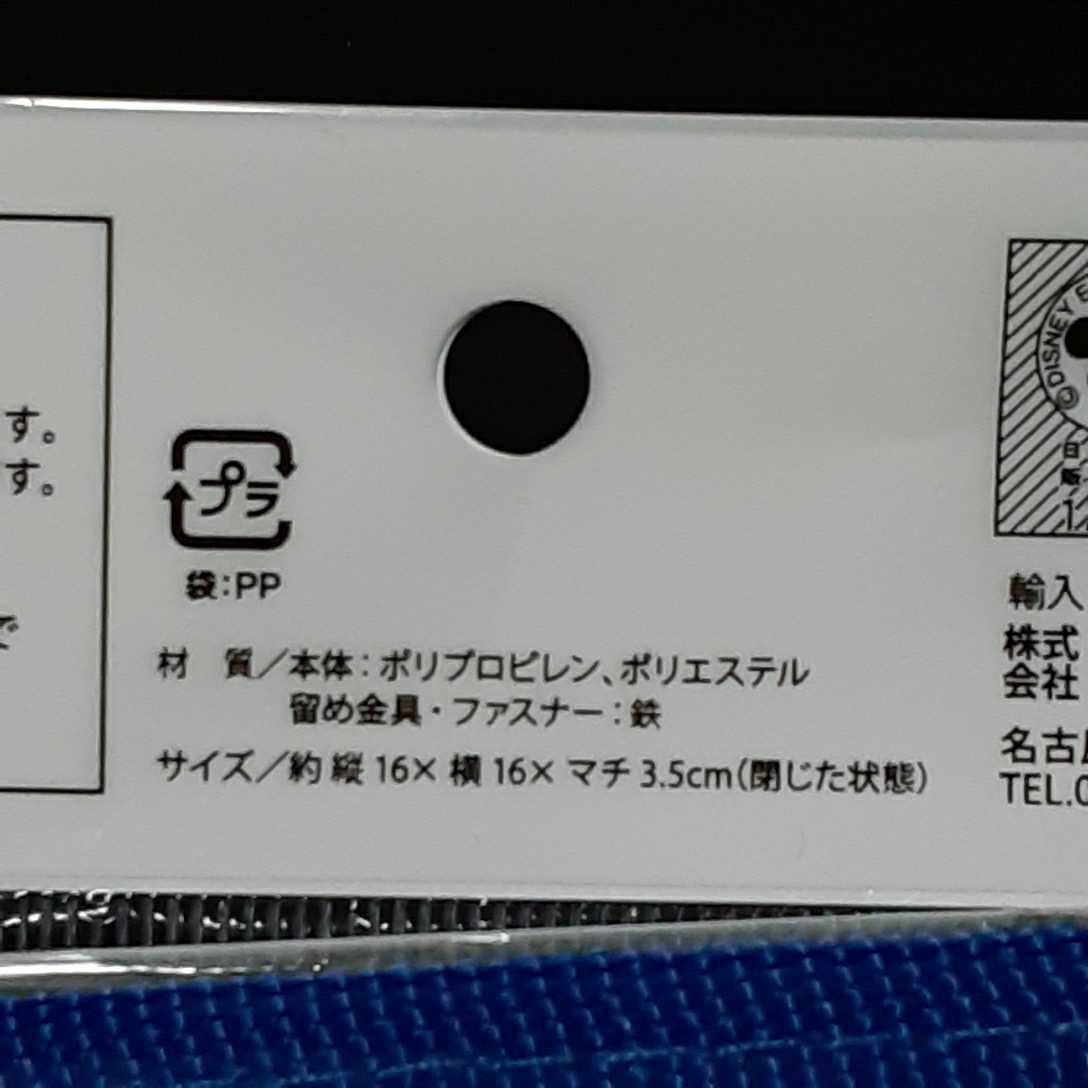 す。
す。
で
プラ
袋:PP
材 質/本体:ポリプロピレン、ポリエステル
留め金具・ファスナー:鉄
サイズ/約 縦 16× 横 16× マチ 3.5cm(閉じた状態)
©DISNEY
輸入
株式
会社
名古
TEL.0